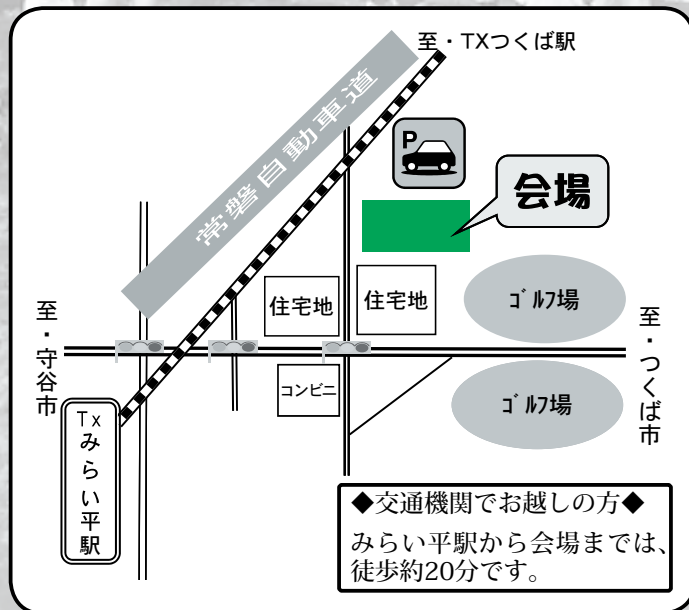 至・TXつくば駅
常磐自動車道
P
会場
住宅地
住宅地
ｺﾞﾙﾌ場
至・守谷市
至・つくば市
コンビニ
ｺﾞﾙﾌ場
Txみらい平駅
◆交通機関でお越しの方◆
みらい平駅から会場までは、
徒歩約20分です。